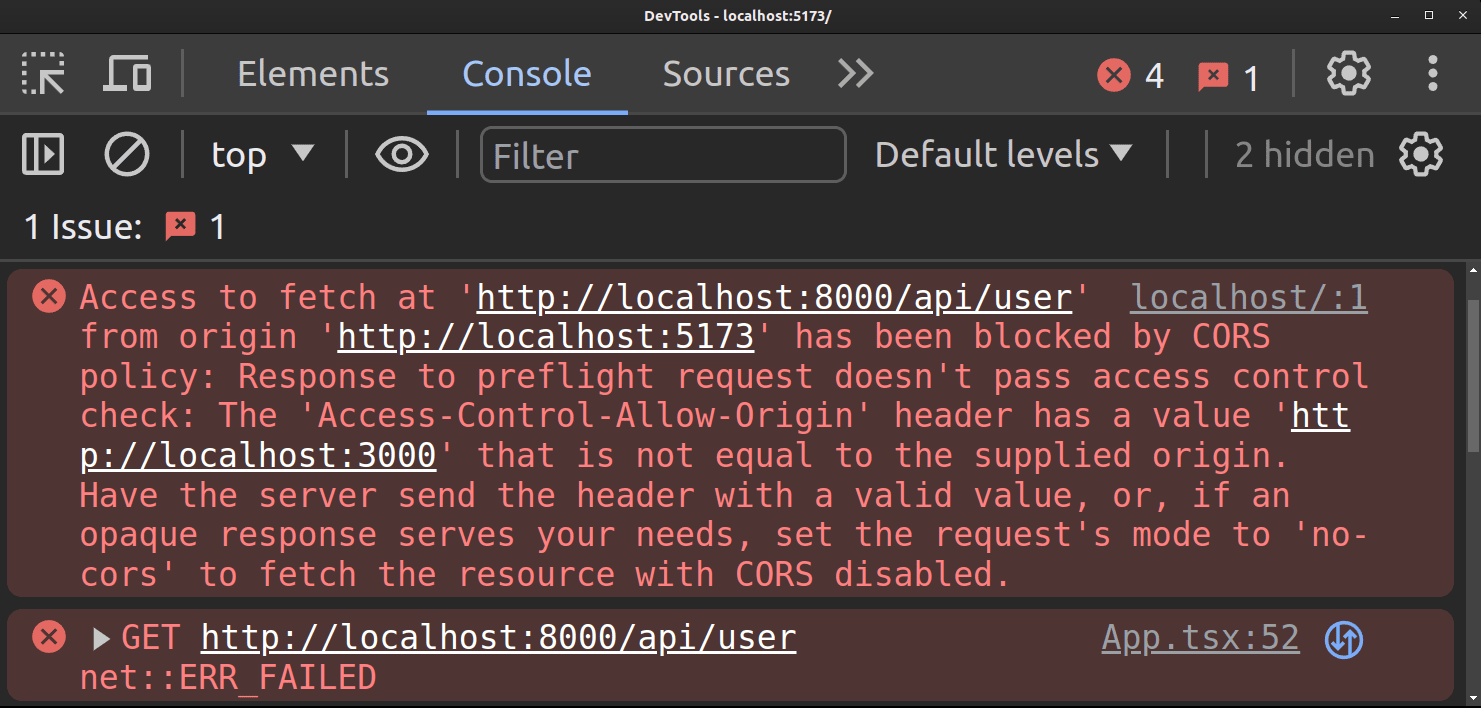 DevTools - localhost:5173/
Elements Console Sources 4 1
top Filter Default levels 2 hidden
1 Issue: 1
Access to fetch at 'http://localhost:8000/api/user' localhost/:1
from origin 'http://localhost:5173' has been blocked by CORS
policy: Response to preflight request doesn't pass access control
check: The 'Access-Control-Allow-Origin' header has a value 'htt
p://localhost:3000' that is not equal to the supplied origin.
Have the server send the header with a valid value, or, if an
opaque response serves your needs, set the request's mode to 'no-
cors' to fetch the resource with CORS disabled.
GET http://localhost:8000/api/user App.tsx:52
net::ERR_FAILED